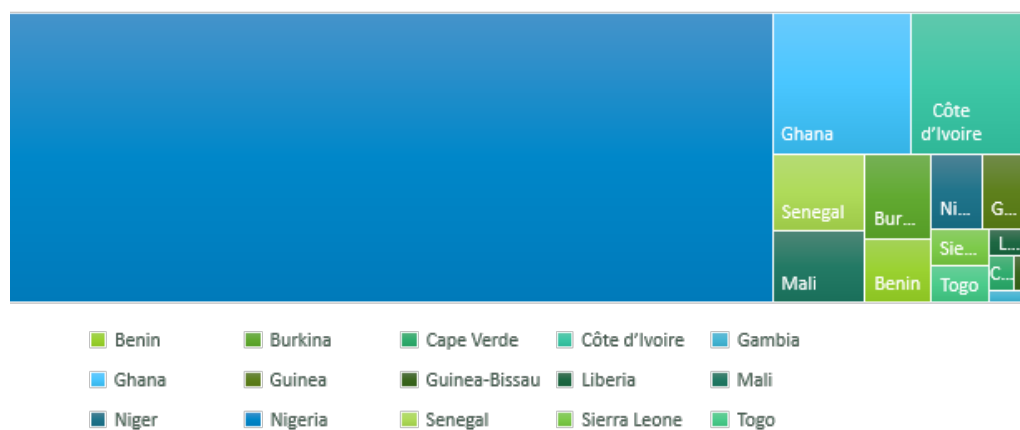 Ghana
Côte
d'Ivoire
Senegal
Bur...
Ni...
G...
Mali
Benin
Sie...
L...
Togo
C...
Benin
Burkina
Cape Verde
Côte d'Ivoire
Gambia
Ghana
Guinea
Guinea-Bissau
Liberia
Mali
Niger
Nigeria
Senegal
Sierra Leone
Togo